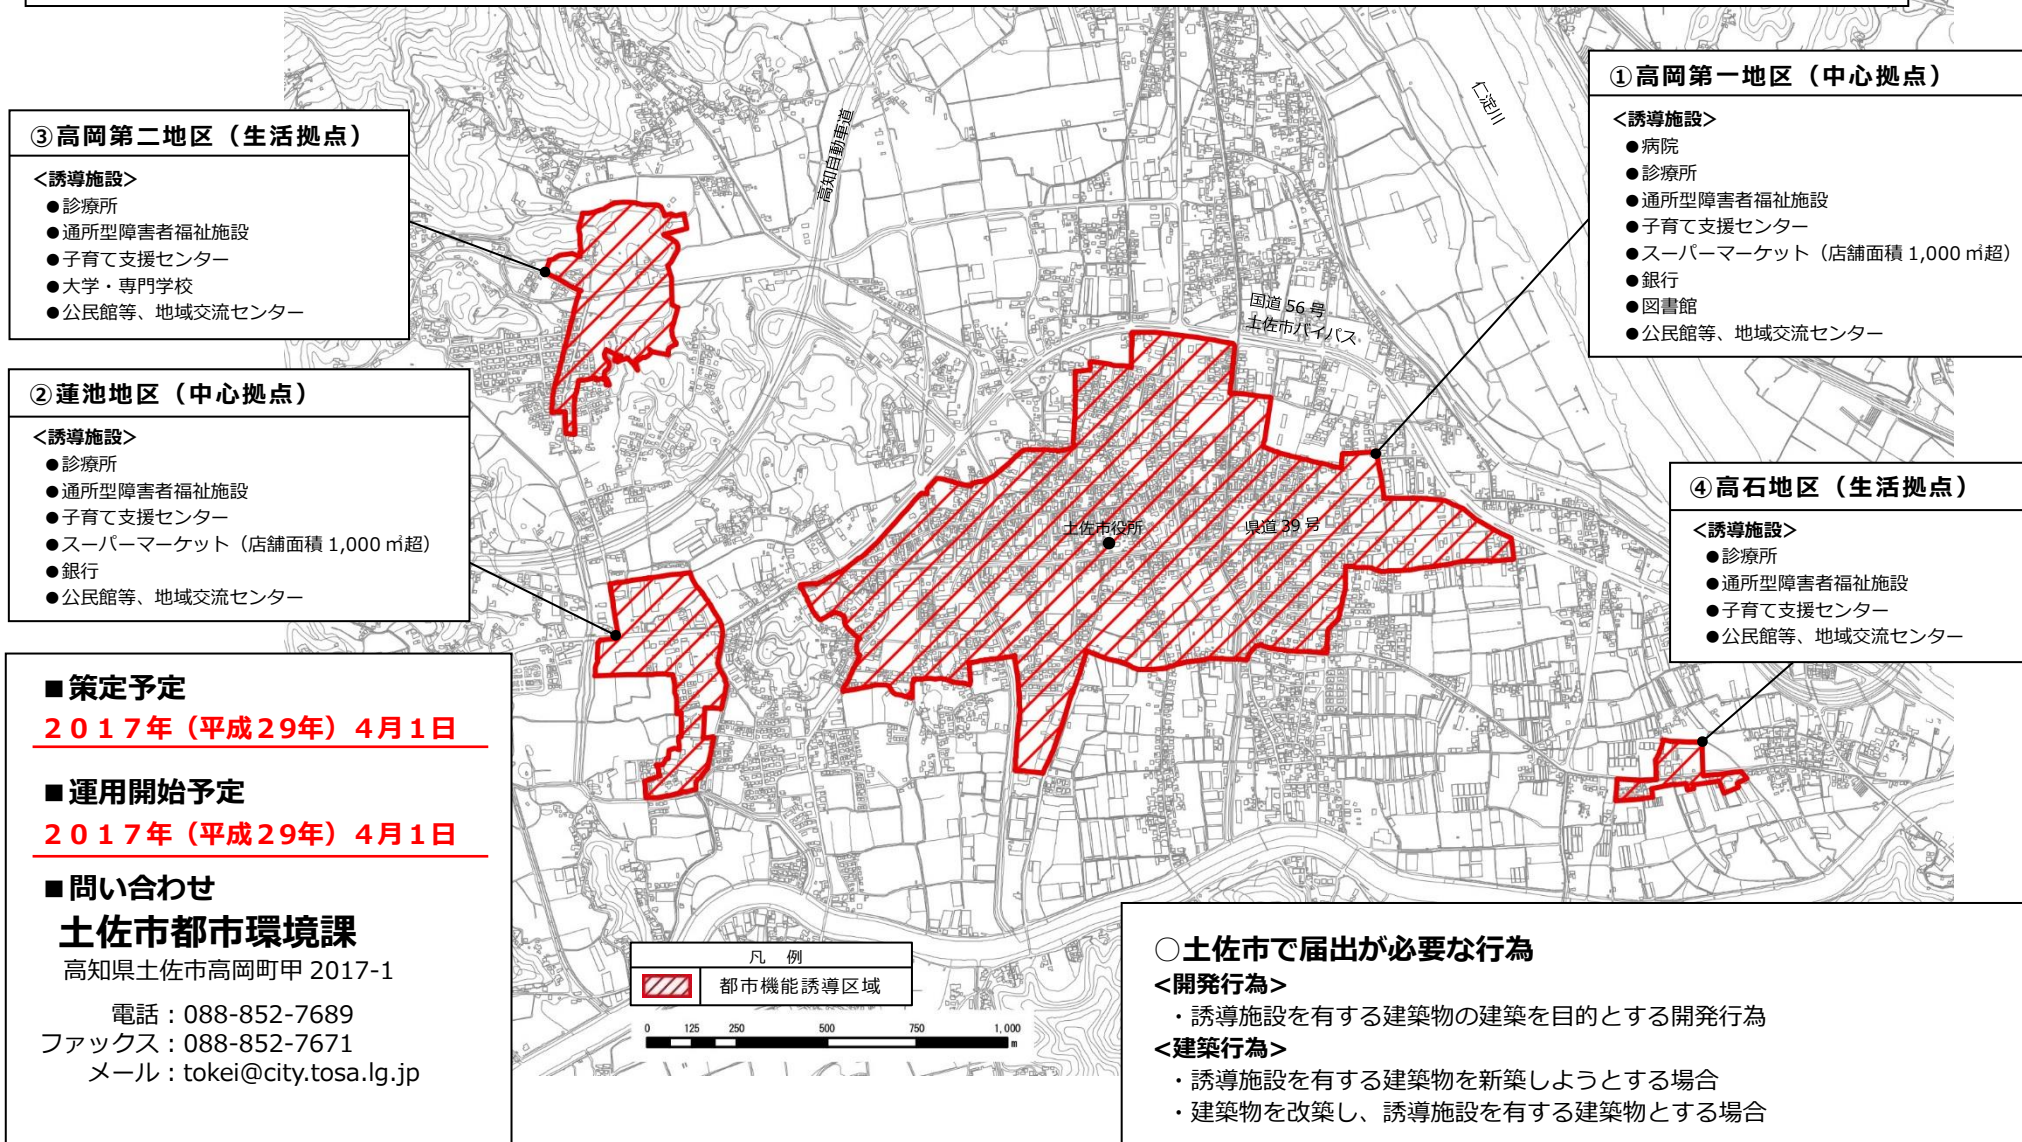 ③高岡第二地区（生活拠点）
<誘導施設>
●診療所
●通所型障害者福祉施設
●子育て支援センター
●大学・専門学校
●公民館等、地域交流センター
②蓮池地区（中心拠点）
<誘導施設>
●診療所
●通所型障害者福祉施設
●子育て支援センター
●スーパーマーケット（店舗面積 1,000 ㎡超）
●銀行
●公民館等、地域交流センター
①高岡第一地区（中心拠点）
<誘導施設>
●病院
●診療所
●通所型障害者福祉施設
●子育て支援センター
●スーパーマーケット（店舗面積 1,000 ㎡超）
●銀行
●図書館
●公民館等、地域交流センター
④高石地区（生活拠点）
<誘導施設>
●診療所
●通所型障害者福祉施設
●子育て支援センター
●公民館等、地域交流センター
高知自動車道
仁淀川
国道 56 号
土佐市バイパス
土佐市役所
県道 39 号
■策定予定
２０１７年（平成２９年）４月１日
■運用開始予定
２０１７年（平成２９年）４月１日
■問い合わせ
土佐市都市環境課
高知県土佐市高岡町甲 2017-1
電話：088-852-7689
ファックス：088-852-7671
メール：tokei@city.tosa.lg.jp
凡 例
都市機能誘導区域
0 125 250 500 750 1,000
m
○土佐市で届出が必要な行為
<開発行為>
・誘導施設を有する建築物の建築を目的とする開発行為
<建築行為>
・誘導施設を有する建築物を新築しようとする場合
・建築物を改築し、誘導施設を有する建築物とする場合